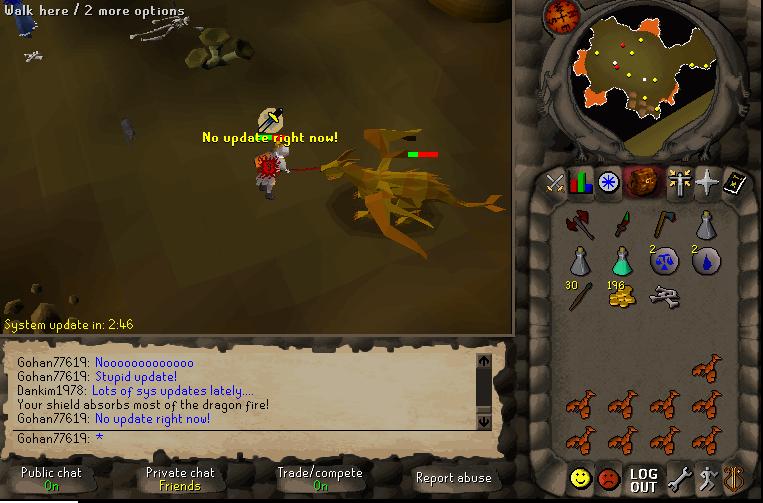 Walk here / 2 more options
No update right now!
System update in: 2:46
2
2
30
196
Gohan77619: Nooooooooooooo
Gohan77619: Stupid update!
Dankim1978: Lots of sys updates lately....
Your shield absorbs most of the dragon fire!
Gohan77619: No update right now!
Gohan77619: *
Public chat
On
Private chat
Friends
Trade/compete
On
Report abuse
LOG
OUT